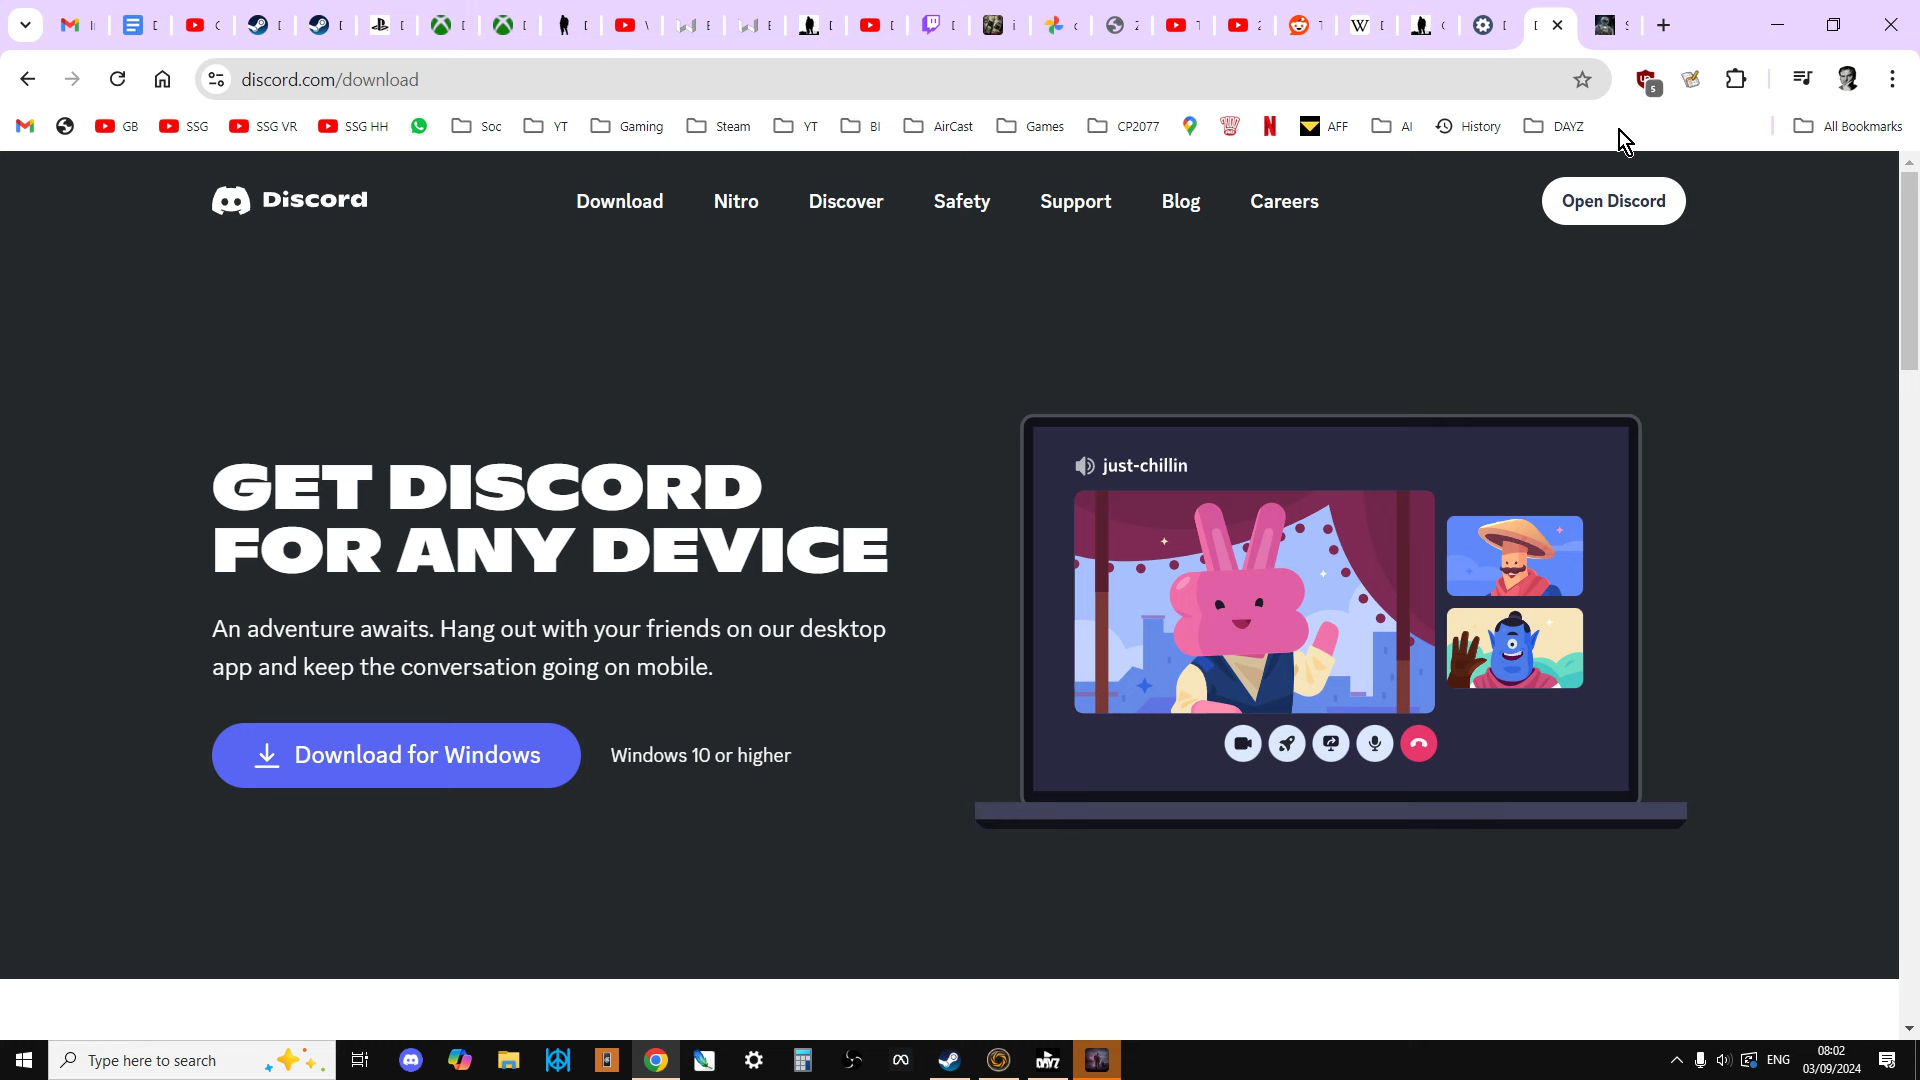 discord.com/download
GB SSG SSG VR SSG HH Soc YT Gaming Steam YT BI AirCast Games CP2077 AFF AI History DAYZ All Bookmarks
Discord Download Nitro Discover Safety Support Blog Careers Open Discord
GET DISCORD
FOR ANY DEVICE
An adventure awaits. Hang out with your friends on our desktop
app and keep the conversation going on mobile.
Download for Windows Windows 10 or higher
just-chillin
Type here to search
ENG
08:02
03/09/2024